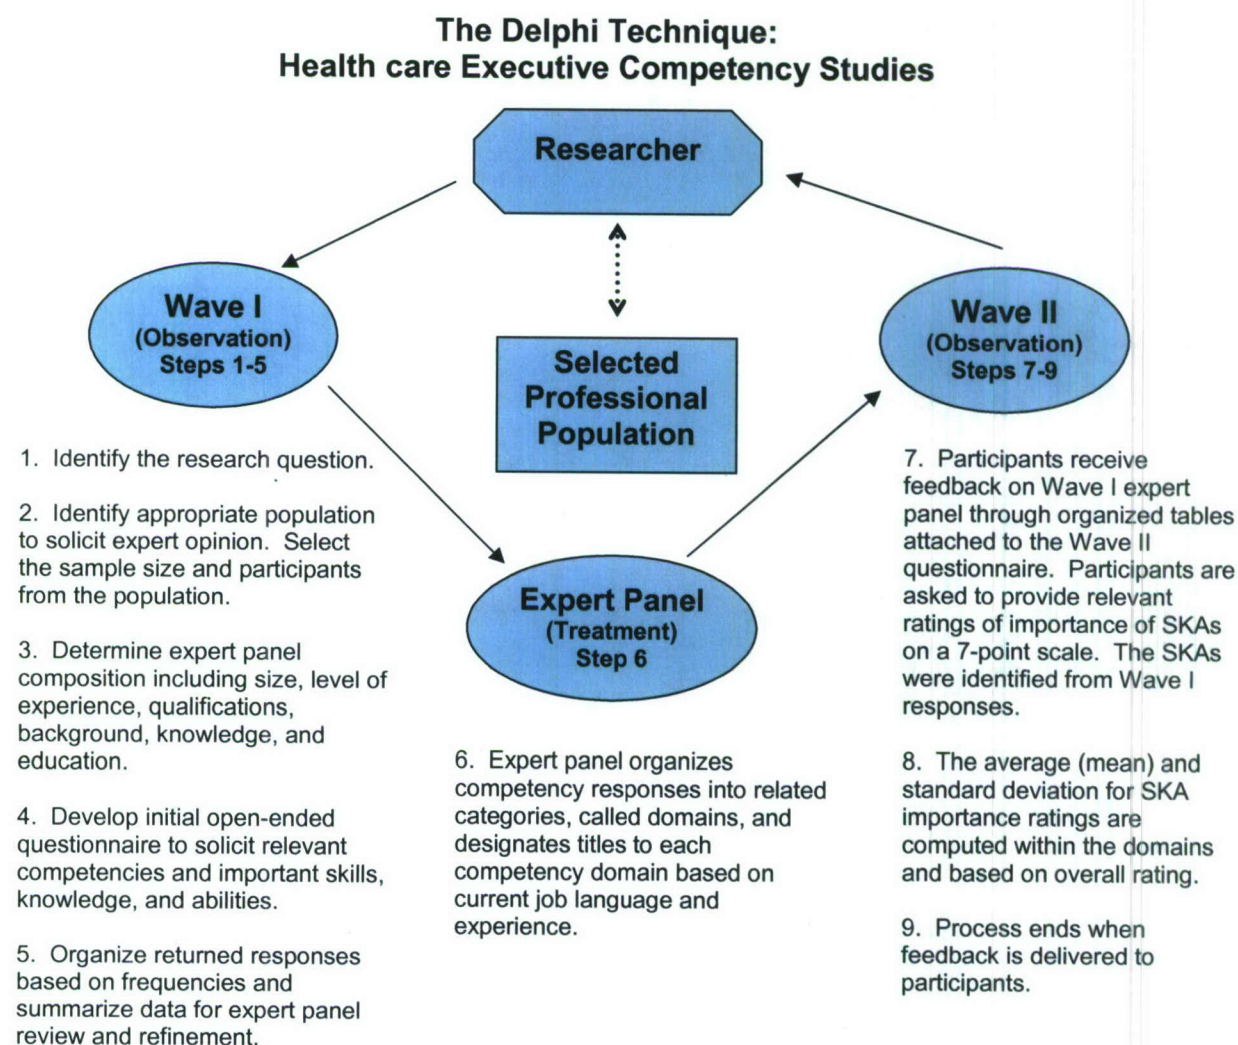 The Delphi Technique:
Health care Executive Competency Studies
Researcher
Wave I
(Observation)
Steps 1-5
Selected
Professional
Population
Wave II
(Observation)
Steps 7-9
Expert Panel
(Treatment)
Step 6
1. Identify the research question.
2. Identify appropriate population
to solicit expert opinion. Select
the sample size and participants
from the population.
3. Determine expert panel
composition including size, level of
experience, qualifications,
background, knowledge, and
education.
4. Develop initial open-ended
questionnaire to solicit relevant
competencies and important skills,
knowledge, and abilities.
5. Organize returned responses
based on frequencies and
summarize data for expert panel
review and refinement.
6. Expert panel organizes
competency responses into related
categories, called domains, and
designates titles to each
competency domain based on
current job language and
experience.
7. Participants receive
feedback on Wave I expert
panel through organized tables
attached to the Wave II
questionnaire. Participants are
asked to provide relevant
ratings of importance of SKAs
on a 7-point scale. The SKAs
were identified from Wave I
responses.
8. The average (mean) and
standard deviation for SKA
importance ratings are
computed within the domains
and based on overall rating.
9. Process ends when
feedback is delivered to
participants.